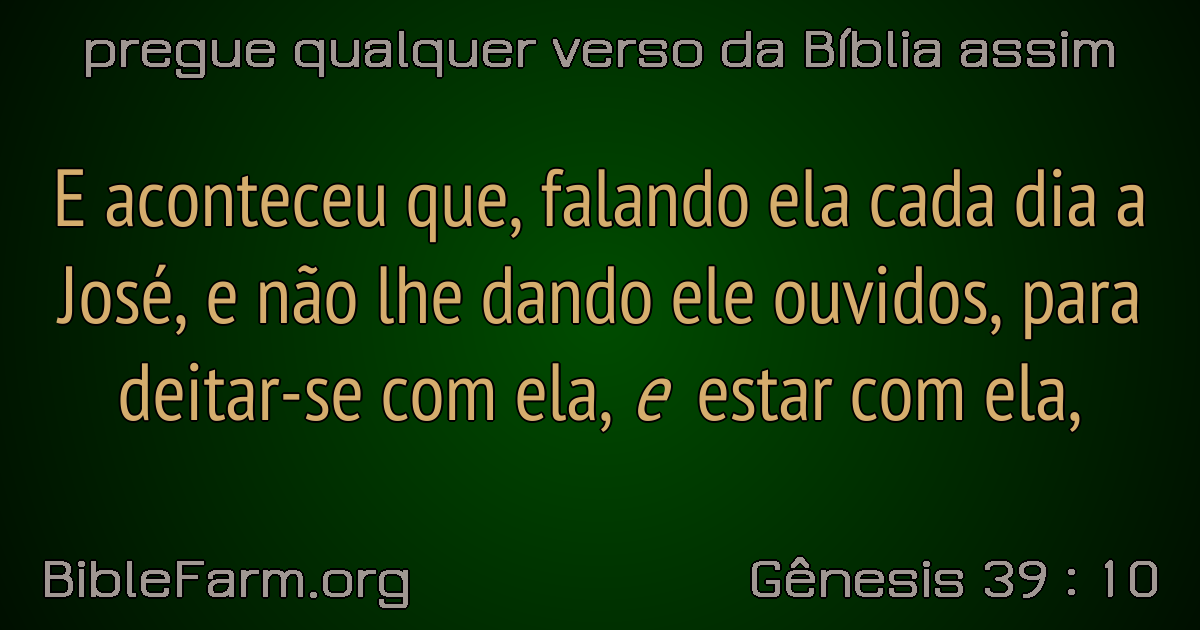 pregue qualquer verso da Bíblia assim
E aconteceu que, falando ela cada dia a
José, e não lhe dando ele ouvidos, para
deitar-se com ela, e estar com ela,
BibleFarm.org
Gênesis 39 : 10